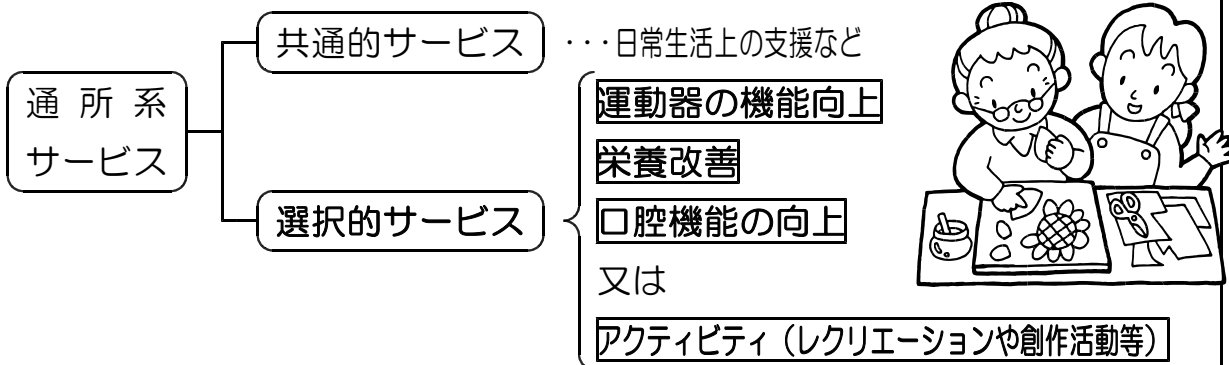 通所系
サービス
共通的サービス ・・・日常生活上の支援など
選択的サービス
運動器の機能向上
栄養改善
口腔機能の向上
又は
アクティビティ（レクリエーションや創作活動等）